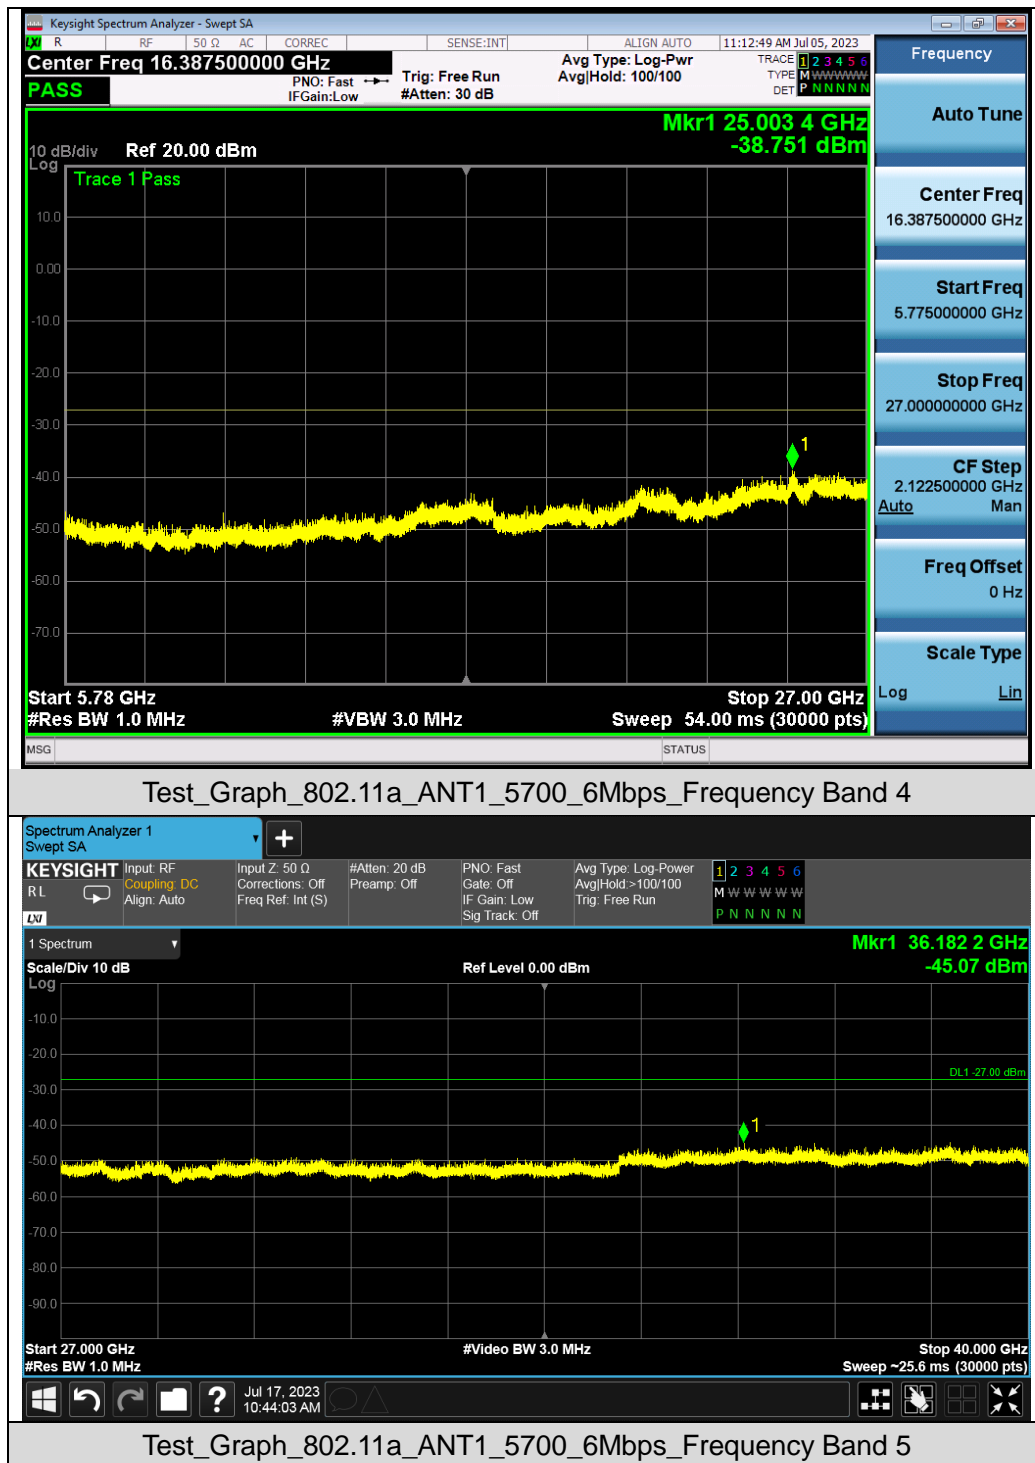 Keysight Spectrum Analyzer - Swept SA
LXI R RF 50 Ω AC CORREC SENSE:INT ALIGN AUTO 11:12:49 AM Jul 05, 2023
Center Freq 16.387500000 GHz
PASS
PNO: Fast
IFGain:Low
Trig: Free Run
#Atten: 30 dB
Avg Type: Log-Pwr
Avg|Hold: 100/100
TRACE 1 2 3 4 5 6
TYPE M W W W W W
DET P N N N N N
Mkr1 25.003 4 GHz
-38.751 dBm
10 dB/div Ref 20.00 dBm
Log
Trace 1 Pass
10.0
0.00
-10.0
-20.0
-30.0
-40.0
-50.0
-60.0
-70.0
1
Start 5.78 GHz Stop 27.00 GHz
#Res BW 1.0 MHz #VBW 3.0 MHz Sweep 54.00 ms (30000 pts)
MSG STATUS
Frequency
Auto Tune
Center Freq
16.387500000 GHz
Start Freq
5.775000000 GHz
Stop Freq
27.000000000 GHz
CF Step
2.122500000 GHz
Auto Man
Freq Offset
0 Hz
Scale Type
Log Lin
Test_Graph_802.11a_ANT1_5700_6Mbps_Frequency Band 4
Spectrum Analyzer 1
Swept SA
KEYSIGHT
R L
LXI
Input: RF
Coupling: DC
Align: Auto
Input Z: 50 Ω
Corrections: Off
Freq Ref: Int (S)
#Atten: 20 dB
Preamp: Off
PNO: Fast
Gate: Off
IF Gain: Low
Sig Track: Off
Avg Type: Log-Power
Avg|Hold:>100/100
Trig: Free Run
1 2 3 4 5 6
M W W W W W
P N N N N N
1 Spectrum
Mkr1 36.182 2 GHz
-45.07 dBm
Scale/Div 10 dB Ref Level 0.00 dBm
Log
-10.0
-20.0
DL1 -27.00 dBm
-30.0
-40.0
-50.0
-60.0
-70.0
-80.0
-90.0
1
Start 27.000 GHz #Video BW 3.0 MHz Stop 40.000 GHz
#Res BW 1.0 MHz Sweep ~25.6 ms (30000 pts)
? Jul 17, 2023
10:44:03 AM
Test_Graph_802.11a_ANT1_5700_6Mbps_Frequency Band 5